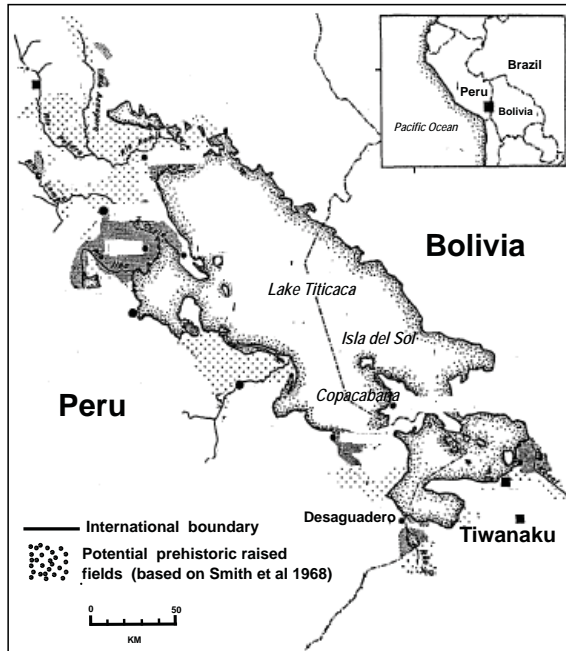 Brazil
Peru
Bolivia
Pacific Ocean
Bolivia
Lake Titicaca
Isla del Sol
Peru
Copacabana
International boundary
Desaguadero
Tiwanaku
Potential prehistoric raised
fields (based on Smith et al 1968)
0 50
KM